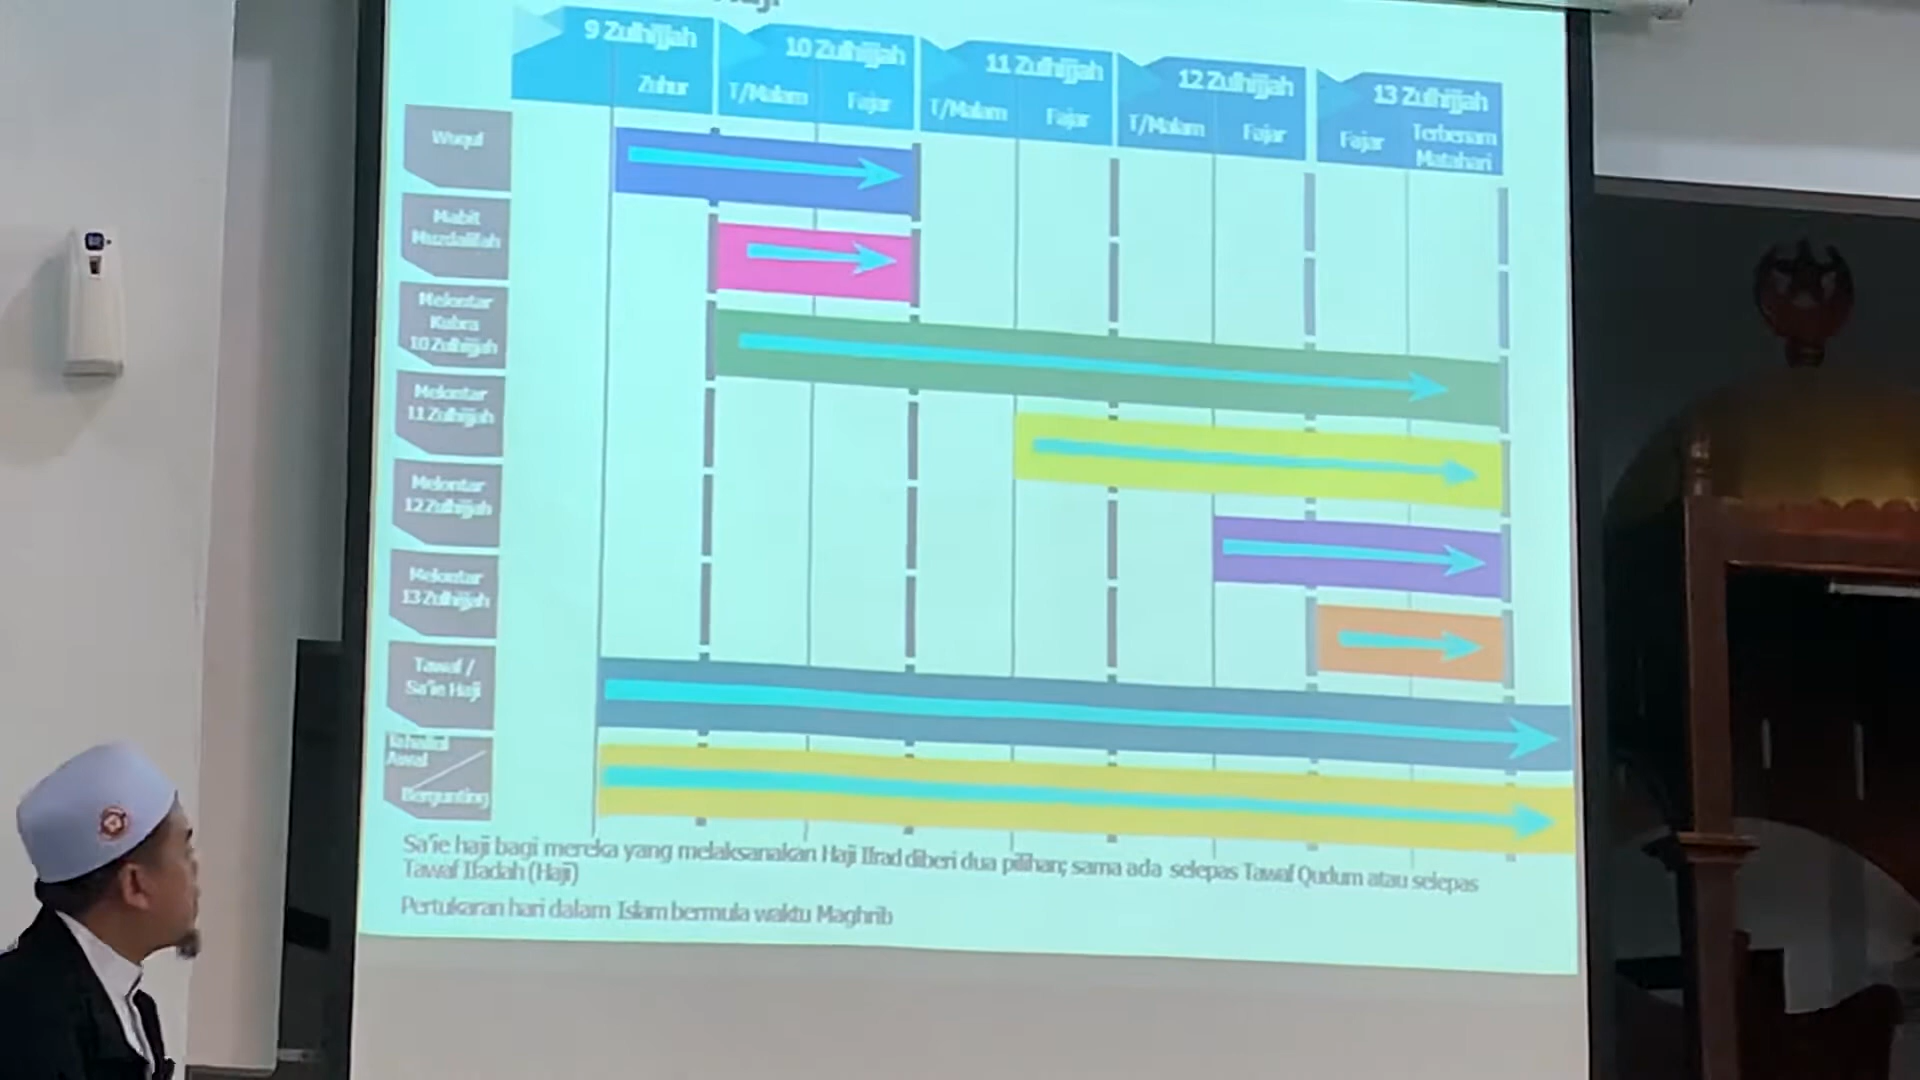 9 Zulhijjah
10 Zulhijjah
11 Zulhijjah
12 Zulhijjah
13 Zulhijjah
Zuhur
T/Malam
Fajar
T/Malam
Fajar
T/Malam
Fajar
Fajar
Terbenam
Matahari
Wuquf
Mabit
Muzdalifah
Melontar
Kubra
10 Zulhijjah
Melontar
11 Zulhijjah
Melontar
12 Zulhijjah
Melontar
13 Zulhijjah
Tawaf /
Sa'ie Haji
Awal
Bergunting
Sa'ie haji bagi mereka yang melaksanakan Haji Ifrad diberi dua pilihan; sama ada selepas Tawaf Qudum atau selepas
Tawaf Ifadah (Haji)
Pertukaran hari dalam Islam bermula waktu Maghrib